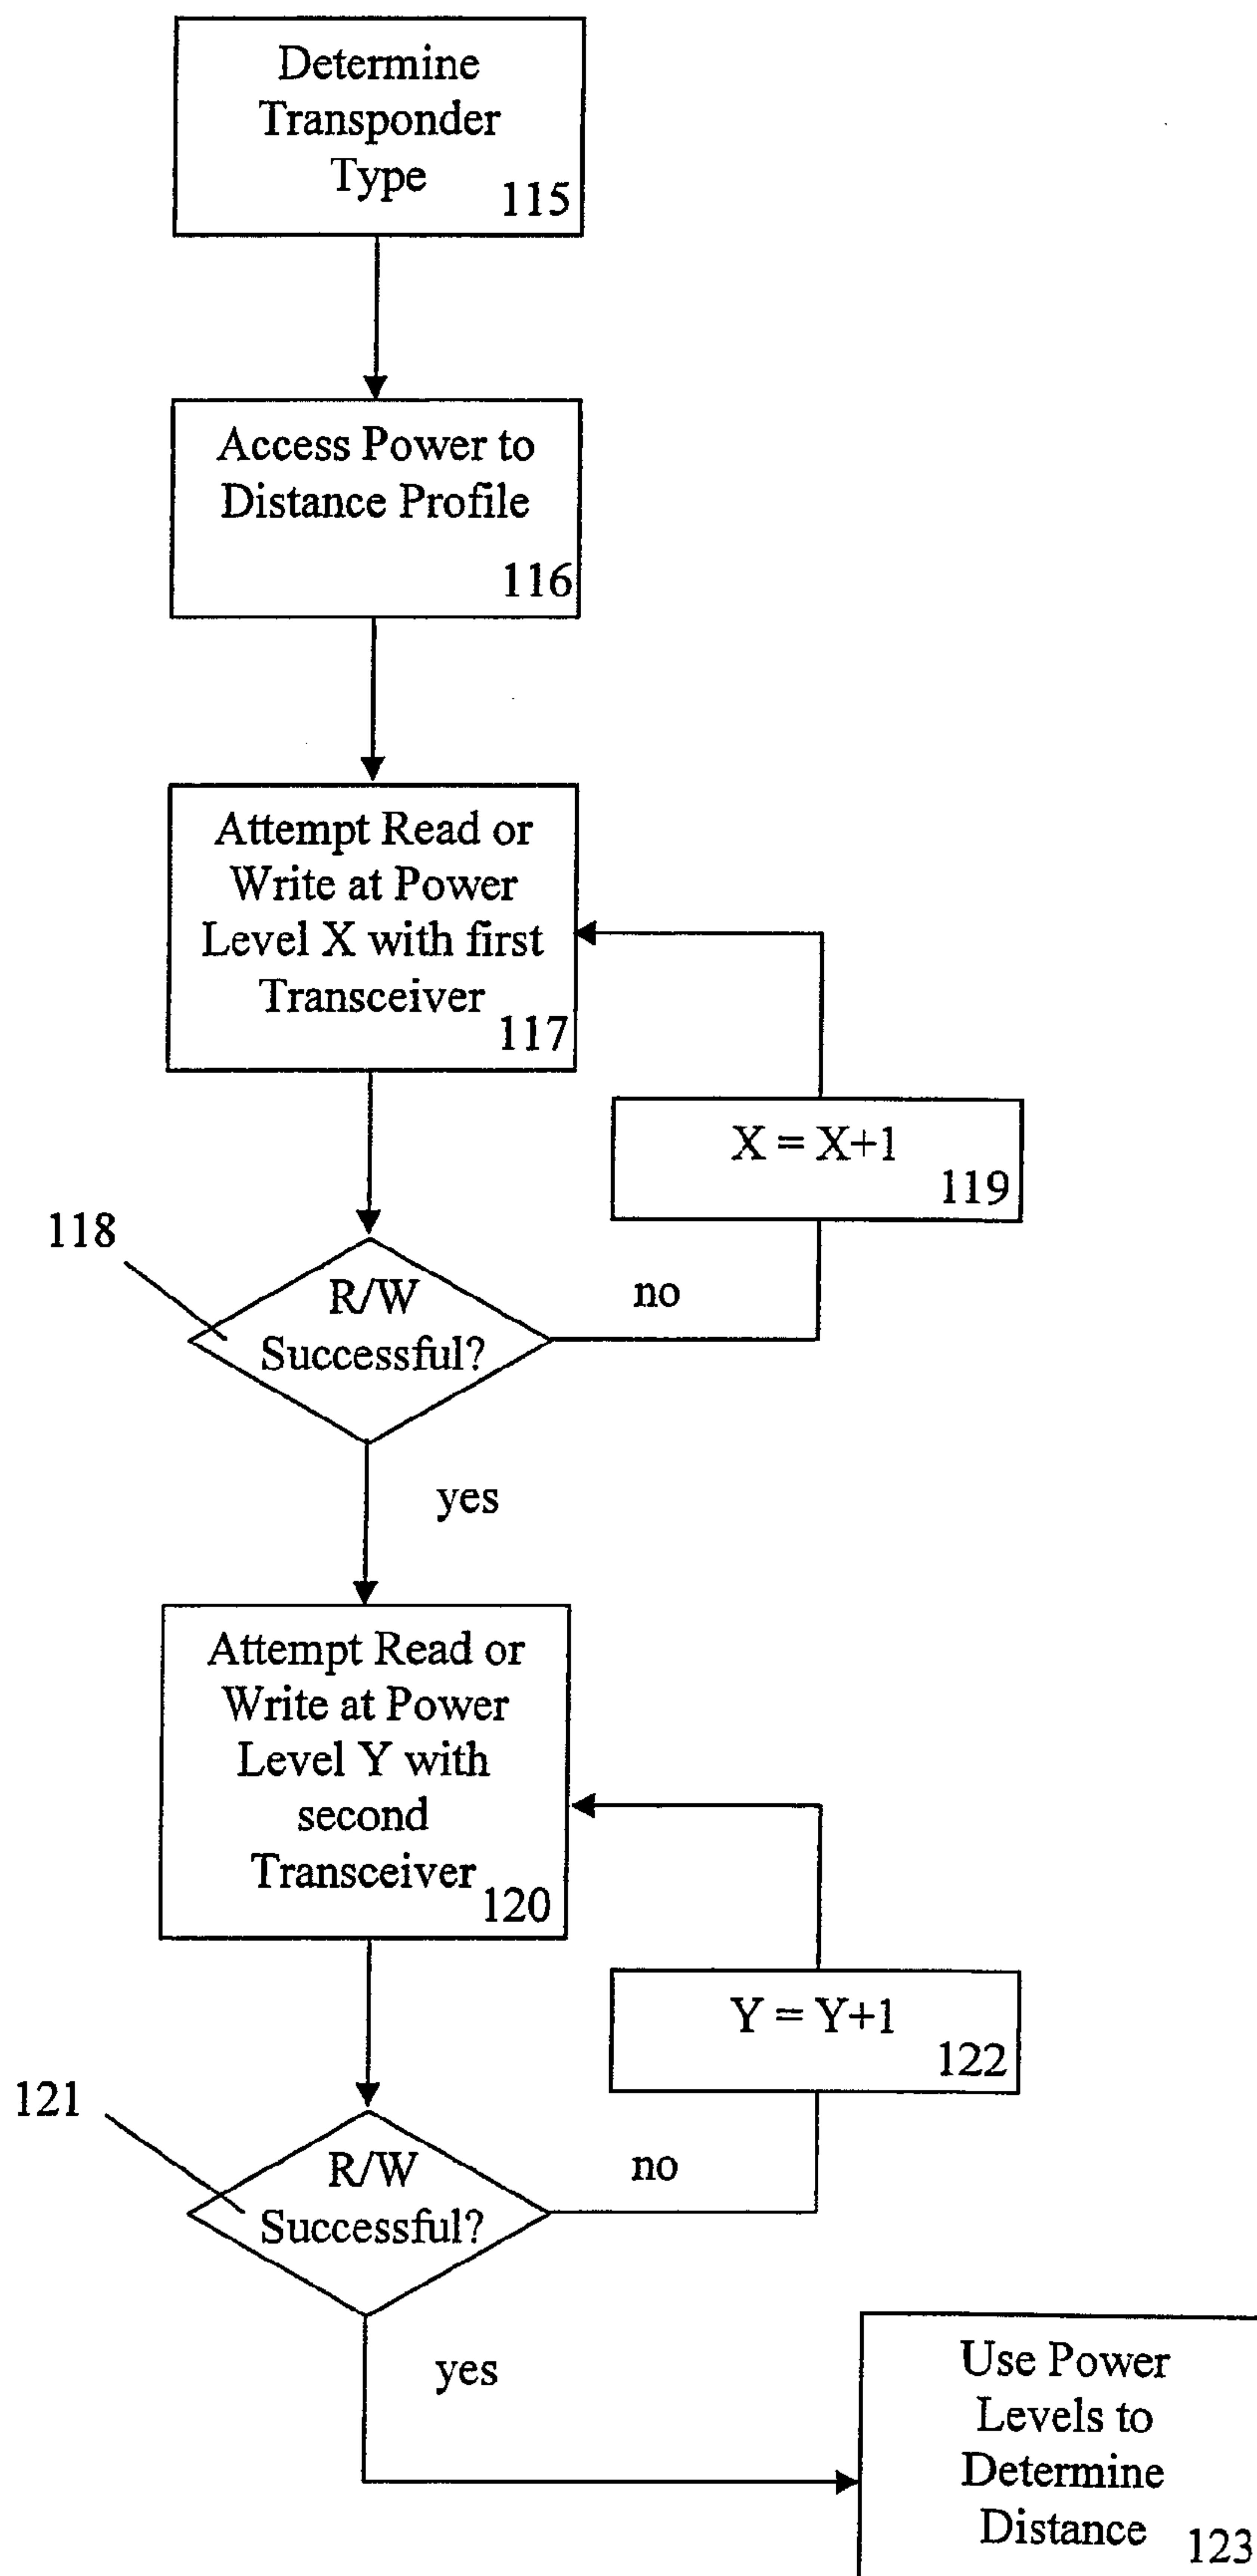 Determine
Transponder
Type
115
Access Power to
Distance Profile
116
Attempt Read or
Write at Power
Level X with first
Transceiver
117
X = X+1
119
118
R/W
Successful?
no
yes
Attempt Read or
Write at Power
Level Y with
second
Transceiver
120
Y = Y+1
122
121
R/W
Successful?
no
yes
Use Power
Levels to
Determine
Distance
123